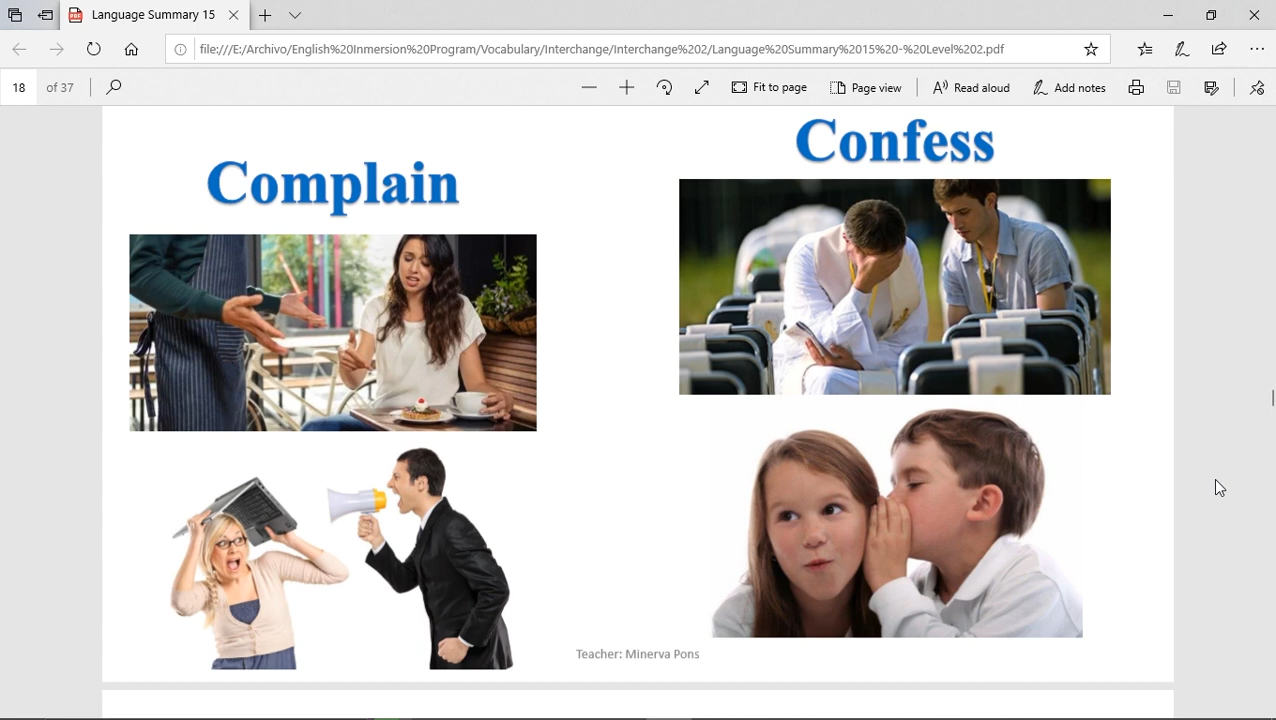 Language Summary 15
file:///E:/Archivo/English%20Inmersion%20Program/Vocabulary/Interchange/Interchange%202/Language%20Summary%2015%20-%20Level%202.pdf
18 of 37
Fit to page
Page view
Read aloud
Add notes
Complain
Confess
Teacher: Minerva Pons